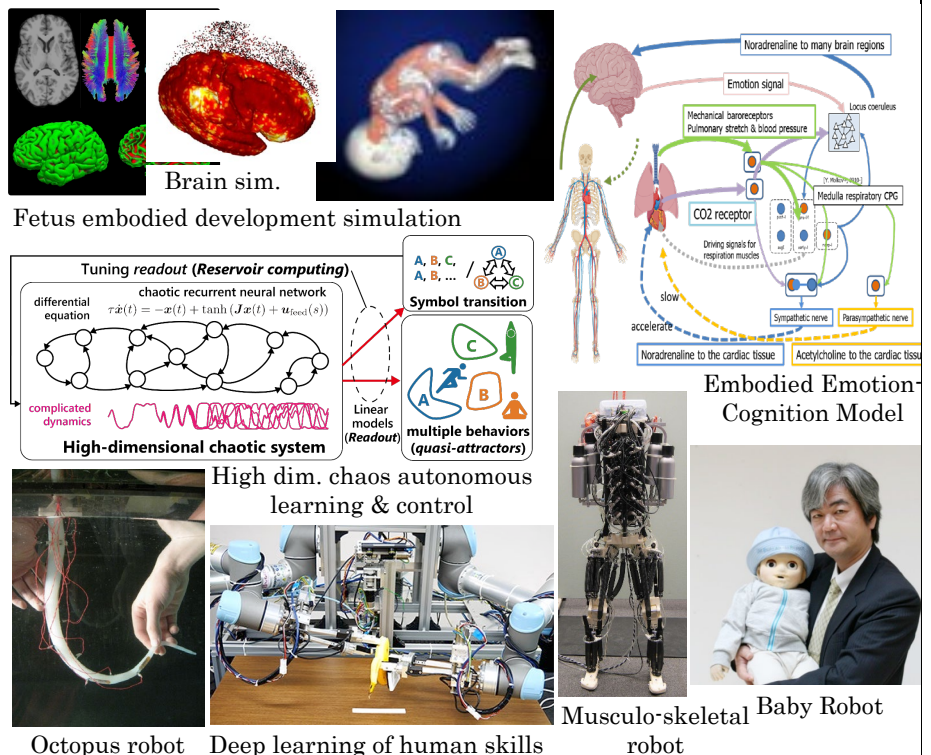 Brain sim.
Fetus embodied development simulation
Noradrenaline to many brain regions
Emotion signal
Locus coeruleus
Mechanical baroreceptors
Pulmonary stretch & blood pressure
Medulla respiratory CPG
CO2 receptor
Driving signals for
respiration muscles
slow
accelerate
Sympathetic nerve
Parasympathetic nerve
Noradrenaline to the cardiac tissue
Acetylcholine to the cardiac tissu
Embodied Emotion-
Cognition Model
Tuning readout (Reservoir computing)
chaotic recurrent neural network
differential
equation
τẋ(t) = −x(t) + tanh (Jx(t) + u_feed(s))
complicated
dynamics
High-dimensional chaotic system
Linear
models
(Readout)
A, B, C,
A, B, ...
/
A
B
C
Symbol transition
C
A
B
multiple behaviors
(quasi-attractors)
High dim. chaos autonomous
learning & control
Octopus robot
Deep learning of human skills
Musculo-skeletal
robot
Baby Robot